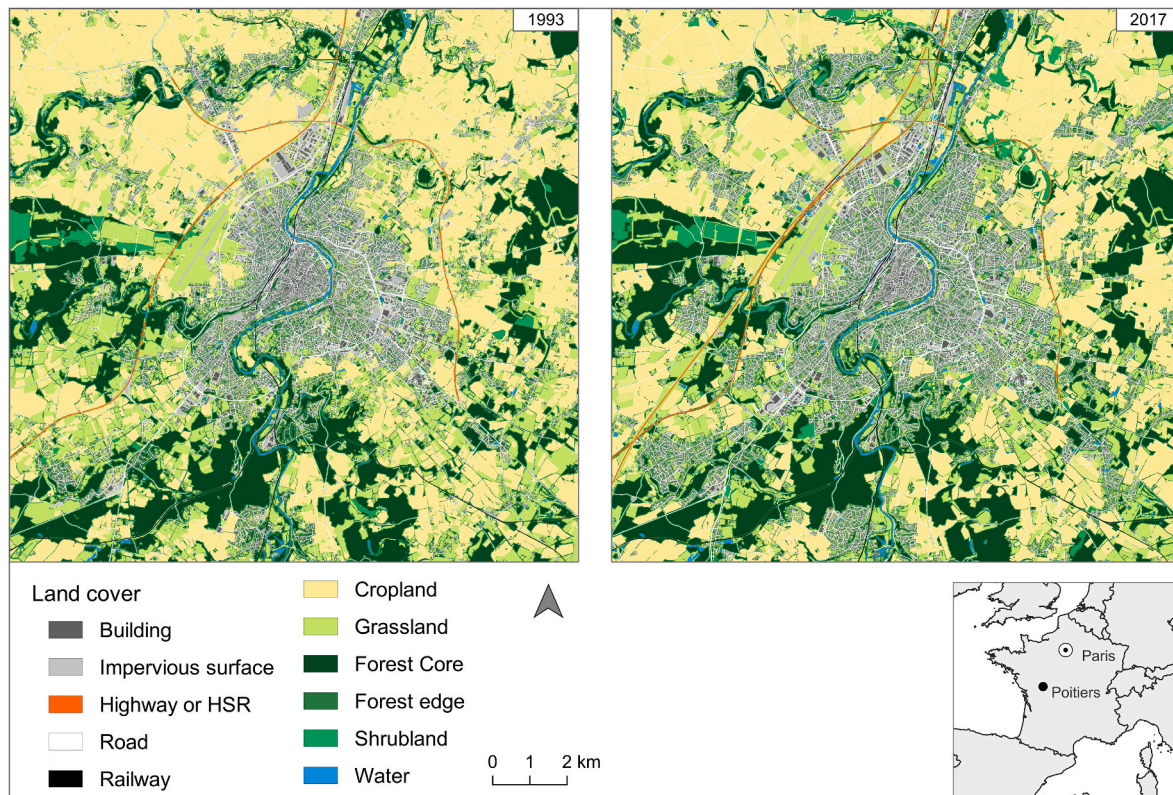 1993
2017
Land cover
Building
Impervious surface
Highway or HSR
Road
Railway
Cropland
Grassland
Forest Core
Forest edge
Shrubland
Water
0 1 2 km
Paris
Poitiers